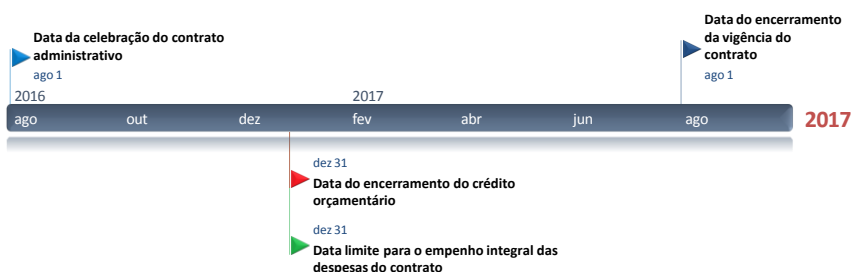 Data da celebração do contrato
administrativo
ago 1
Data do encerramento
da vigência do
contrato
ago 1
2016
2017
ago
out
dez
fev
abr
jun
ago
2017
dez 31
Data do encerramento do crédito
orçamentário
dez 31
Data limite para o empenho integral das
despesas do contrato